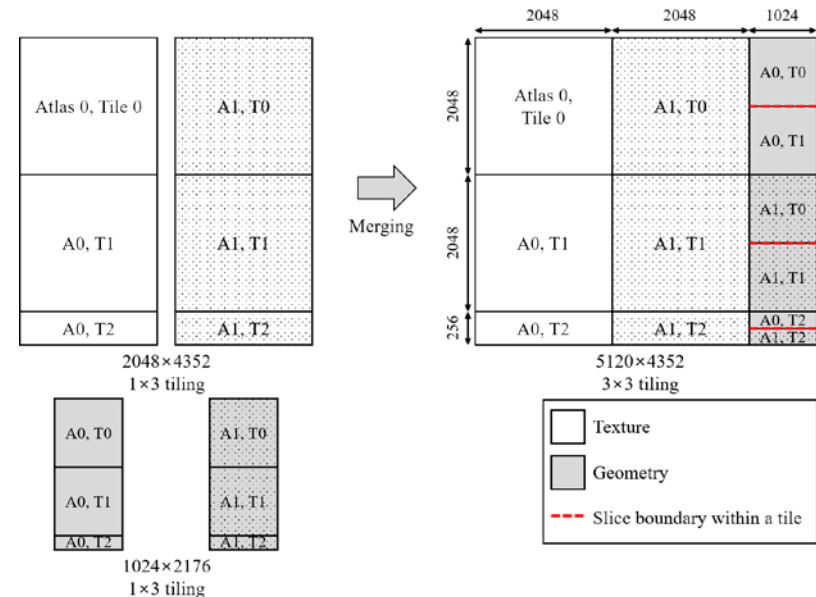 2048
2048
1024
Atlas 0, Tile 0
A1, T0
2048
Atlas 0,
Tile 0
A1, T0
A0, T0
A0, T1
Merging
A0, T1
A1, T1
2048
A0, T1
A1, T1
A1, T0
A1, T1
A0, T2
A1, T2
256
A0, T2
A1, T2
A0, T2
A1, T2
2048×4352
1×3 tiling
5120×4352
3×3 tiling
A0, T0
A1, T0
A0, T1
A1, T1
A0, T2
A1, T2
1024×2176
1×3 tiling
Texture
Geometry
Slice boundary within a tile